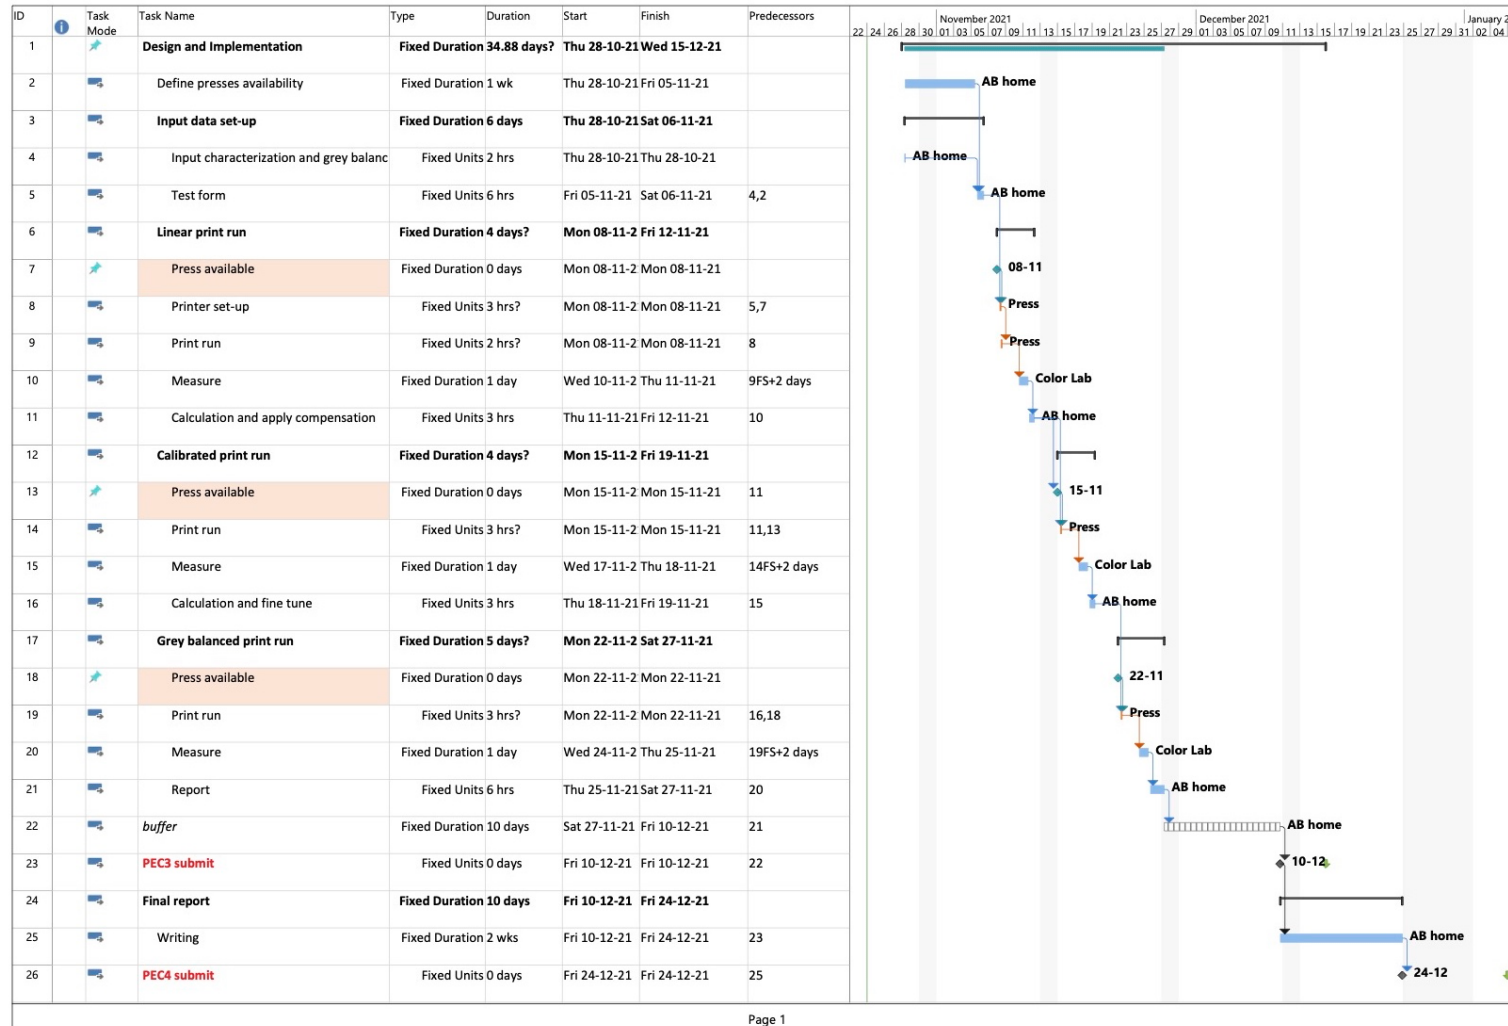 ID Task Mode Task Name Type Duration Start Finish Predecessors
November 2021 December 2021 January 2
22 24 26 28 30 01 03 05 07 09 11 13 15 17 19 21 23 25 27 29 01 03 05 07 09 11 13 15 17 19 21 23 25 27 29 31 02 04
1 Design and Implementation Fixed Duration 34.88 days? Thu 28-10-21 Wed 15-12-21
2 Define presses availability Fixed Duration 1 wk Thu 28-10-21 Fri 05-11-21 AB home
3 Input data set-up Fixed Duration 6 days Thu 28-10-21 Sat 06-11-21
4 Input characterization and grey balanc Fixed Units 2 hrs Thu 28-10-21 Thu 28-10-21 AB home
5 Test form Fixed Units 6 hrs Fri 05-11-21 Sat 06-11-21 4,2 AB home
6 Linear print run Fixed Duration 4 days? Mon 08-11-2 Fri 12-11-21
7 Press available Fixed Duration 0 days Mon 08-11-2 Mon 08-11-21 08-11
8 Printer set-up Fixed Units 3 hrs? Mon 08-11-2 Mon 08-11-21 5,7 Press
9 Print run Fixed Units 2 hrs? Mon 08-11-2 Mon 08-11-21 8 Press
10 Measure Fixed Duration 1 day Wed 10-11-2 Thu 11-11-21 9FS+2 days Color Lab
11 Calculation and apply compensation Fixed Units 3 hrs Thu 11-11-21 Fri 12-11-21 10 AB home
12 Calibrated print run Fixed Duration 4 days? Mon 15-11-2 Fri 19-11-21
13 Press available Fixed Duration 0 days Mon 15-11-2 Mon 15-11-21 11 15-11
14 Print run Fixed Units 3 hrs? Mon 15-11-2 Mon 15-11-21 11,13 Press
15 Measure Fixed Duration 1 day Wed 17-11-2 Thu 18-11-21 14FS+2 days Color Lab
16 Calculation and fine tune Fixed Units 3 hrs Thu 18-11-21 Fri 19-11-21 15 AB home
17 Grey balanced print run Fixed Duration 5 days? Mon 22-11-2 Sat 27-11-21
18 Press available Fixed Duration 0 days Mon 22-11-2 Mon 22-11-21 22-11
19 Print run Fixed Units 3 hrs? Mon 22-11-2 Mon 22-11-21 16,18 Press
20 Measure Fixed Duration 1 day Wed 24-11-2 Thu 25-11-21 19FS+2 days Color Lab
21 Report Fixed Units 6 hrs Thu 25-11-21 Sat 27-11-21 20 AB home
22 buffer Fixed Duration 10 days Sat 27-11-21 Fri 10-12-21 21 AB home
23 PEC3 submit Fixed Units 0 days Fri 10-12-21 Fri 10-12-21 22 10-12
24 Final report Fixed Duration 10 days Fri 10-12-21 Fri 24-12-21
25 Writing Fixed Duration 2 wks Fri 10-12-21 Fri 24-12-21 23 AB home
26 PEC4 submit Fixed Units 0 days Fri 24-12-21 Fri 24-12-21 25 24-12
Page 1